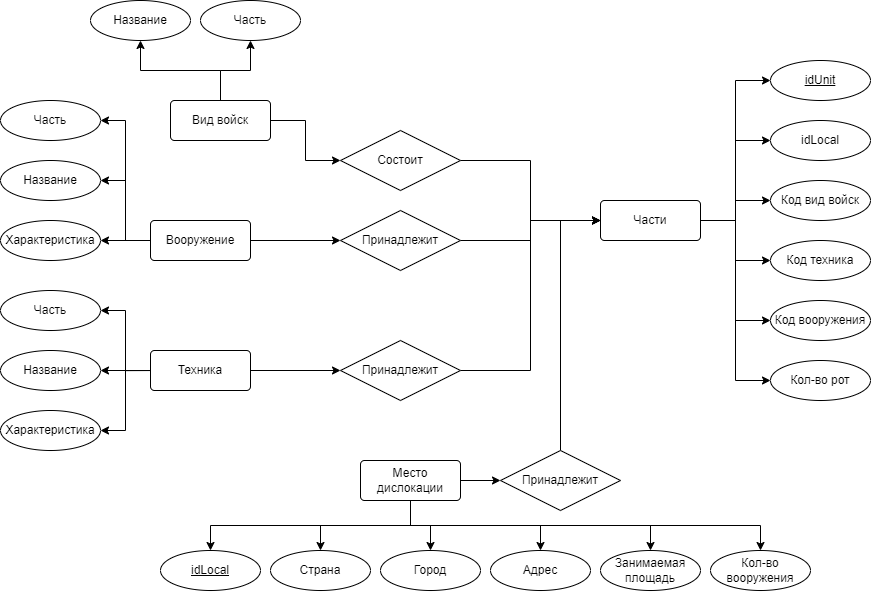 Название
Часть
Вид войск
Часть
Состоит
Название
Характеристика
Вооружение
Принадлежит
Части
idUnit
idLocal
Код вид войск
Код техника
Код вооружения
Кол-во рот
Часть
Название
Техника
Принадлежит
Характеристика
Место
дислокации
Принадлежит
idLocal
Страна
Город
Адрес
Занимаемая
площадь
Кол-во
вооружения